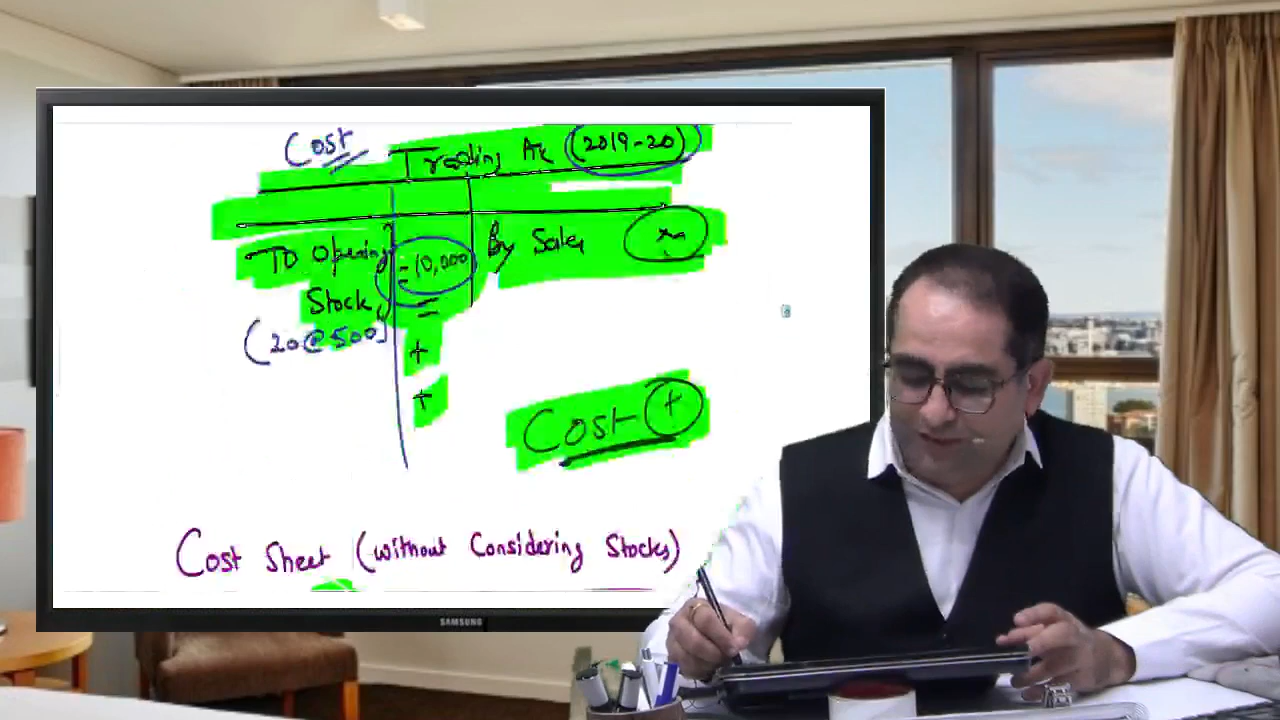 Cost
Trading A/c (2019-20)
To Opening
Stock
(20@500)
10,000
By Sales
+
+
Cost +
Cost Sheet (without Considering Stocks)
SAMSUNG